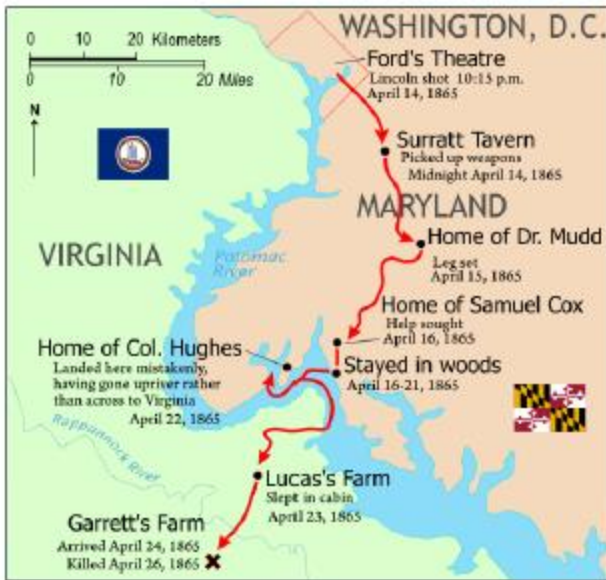 WASHINGTON, D.C.
0 10 20 Kilometers
0 10 20 Miles
N
Ford's Theatre
Lincoln shot 10:15 p.m.
April 14, 1865
Surratt Tavern
Picked up weapons
Midnight April 14, 1865
MARYLAND
VIRGINIA
Potomac
River
Home of Dr. Mudd
Leg set
April 15, 1865
Home of Samuel Cox
Help sought
April 16, 1865
Home of Col. Hughes
Landed here mistakenly,
having gone upriver rather
than across to Virginia
April 22, 1865
Stayed in woods
April 16-21, 1865
Rappannock River
Lucas's Farm
Slept in cabin
April 23, 1865
Garrett's Farm
Arrived April 24, 1865
Killed April 26, 1865